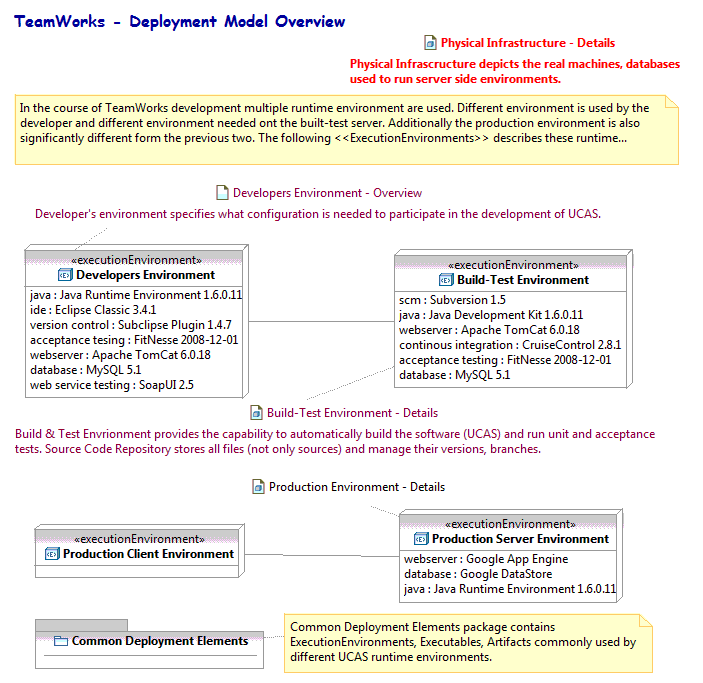 TeamWorks - Deployment Model Overview
Physical Infrastructure - Details
Physical Infrascructure depicts the real machines, databases
used to run server side environments.
In the course of TeamWorks development multiple runtime environment are used. Different environment is used by the
developer and different environment needed ont the built-test server. Additionally the production environment is also
significantly different form the previous two. The following <<ExecutionEnvironments>> describes these runtime...
Developers Environment - Overview
Developer's environment specifies what configuration is needed to participate in the development of UCAS.
«executionEnvironment»
Developers Environment
java : Java Runtime Environment 1.6.0.11
ide : Eclipse Classic 3.4.1
version control : Subclipse Plugin 1.4.7
acceptance tesing : FitNesse 2008-12-01
webserver : Apache TomCat 6.0.18
database : MySQL 5.1
web service testing : SoapUI 2.5
«executionEnvironment»
Build-Test Environment
scm : Subversion 1.5
java : Java Development Kit 1.6.0.11
webserver : Apache TomCat 6.0.18
continous integration : CruiseControl 2.8.1
acceptance testing : FitNesse 2008-12-01
database : MySQL 5.1
Build-Test Environment - Details
Build & Test Envrionment provides the capability to automatically build the software (UCAS) and run unit and acceptance
tests. Source Code Repository stores all files (not only sources) and manage their versions, branches.
Production Environment - Details
«executionEnvironment»
Production Client Environment
«executionEnvironment»
Production Server Environment
webserver : Google App Engine
database : Google DataStore
java : Java Runtime Environment 1.6.0.11
Common Deployment Elements
Common Deployment Elements package contains
ExecutionEnvironments, Executables, Artifacts commonly used by
different UCAS runtime environments.